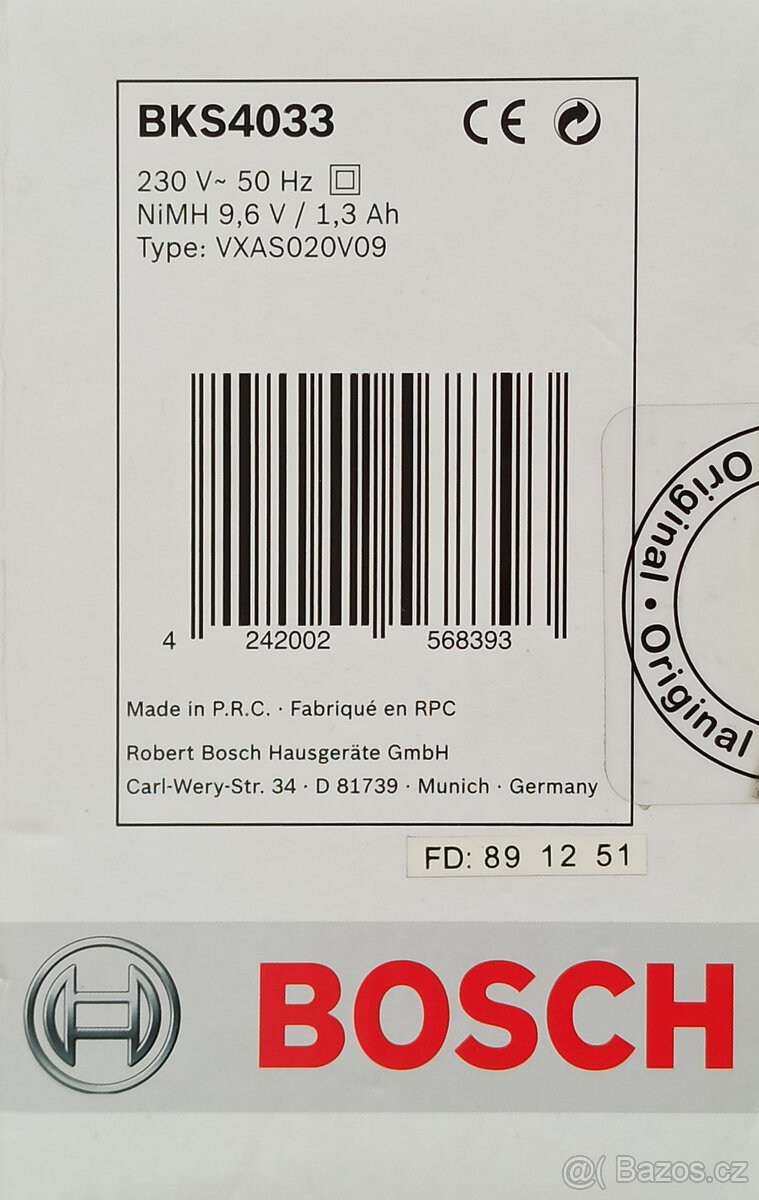 BKS4033 CE
230 V~ 50 Hz
NiMH 9,6 V / 1,3 Ah
Type: VXAS020V09
4 242002 568393
Original • Original
Made in P.R.C. · Fabriqué en RPC
Robert Bosch Hausgeräte GmbH
Carl-Wery-Str. 34 · D 81739 · Munich · Germany
FD: 89 12 51
BOSCH
@( Bazos.cz